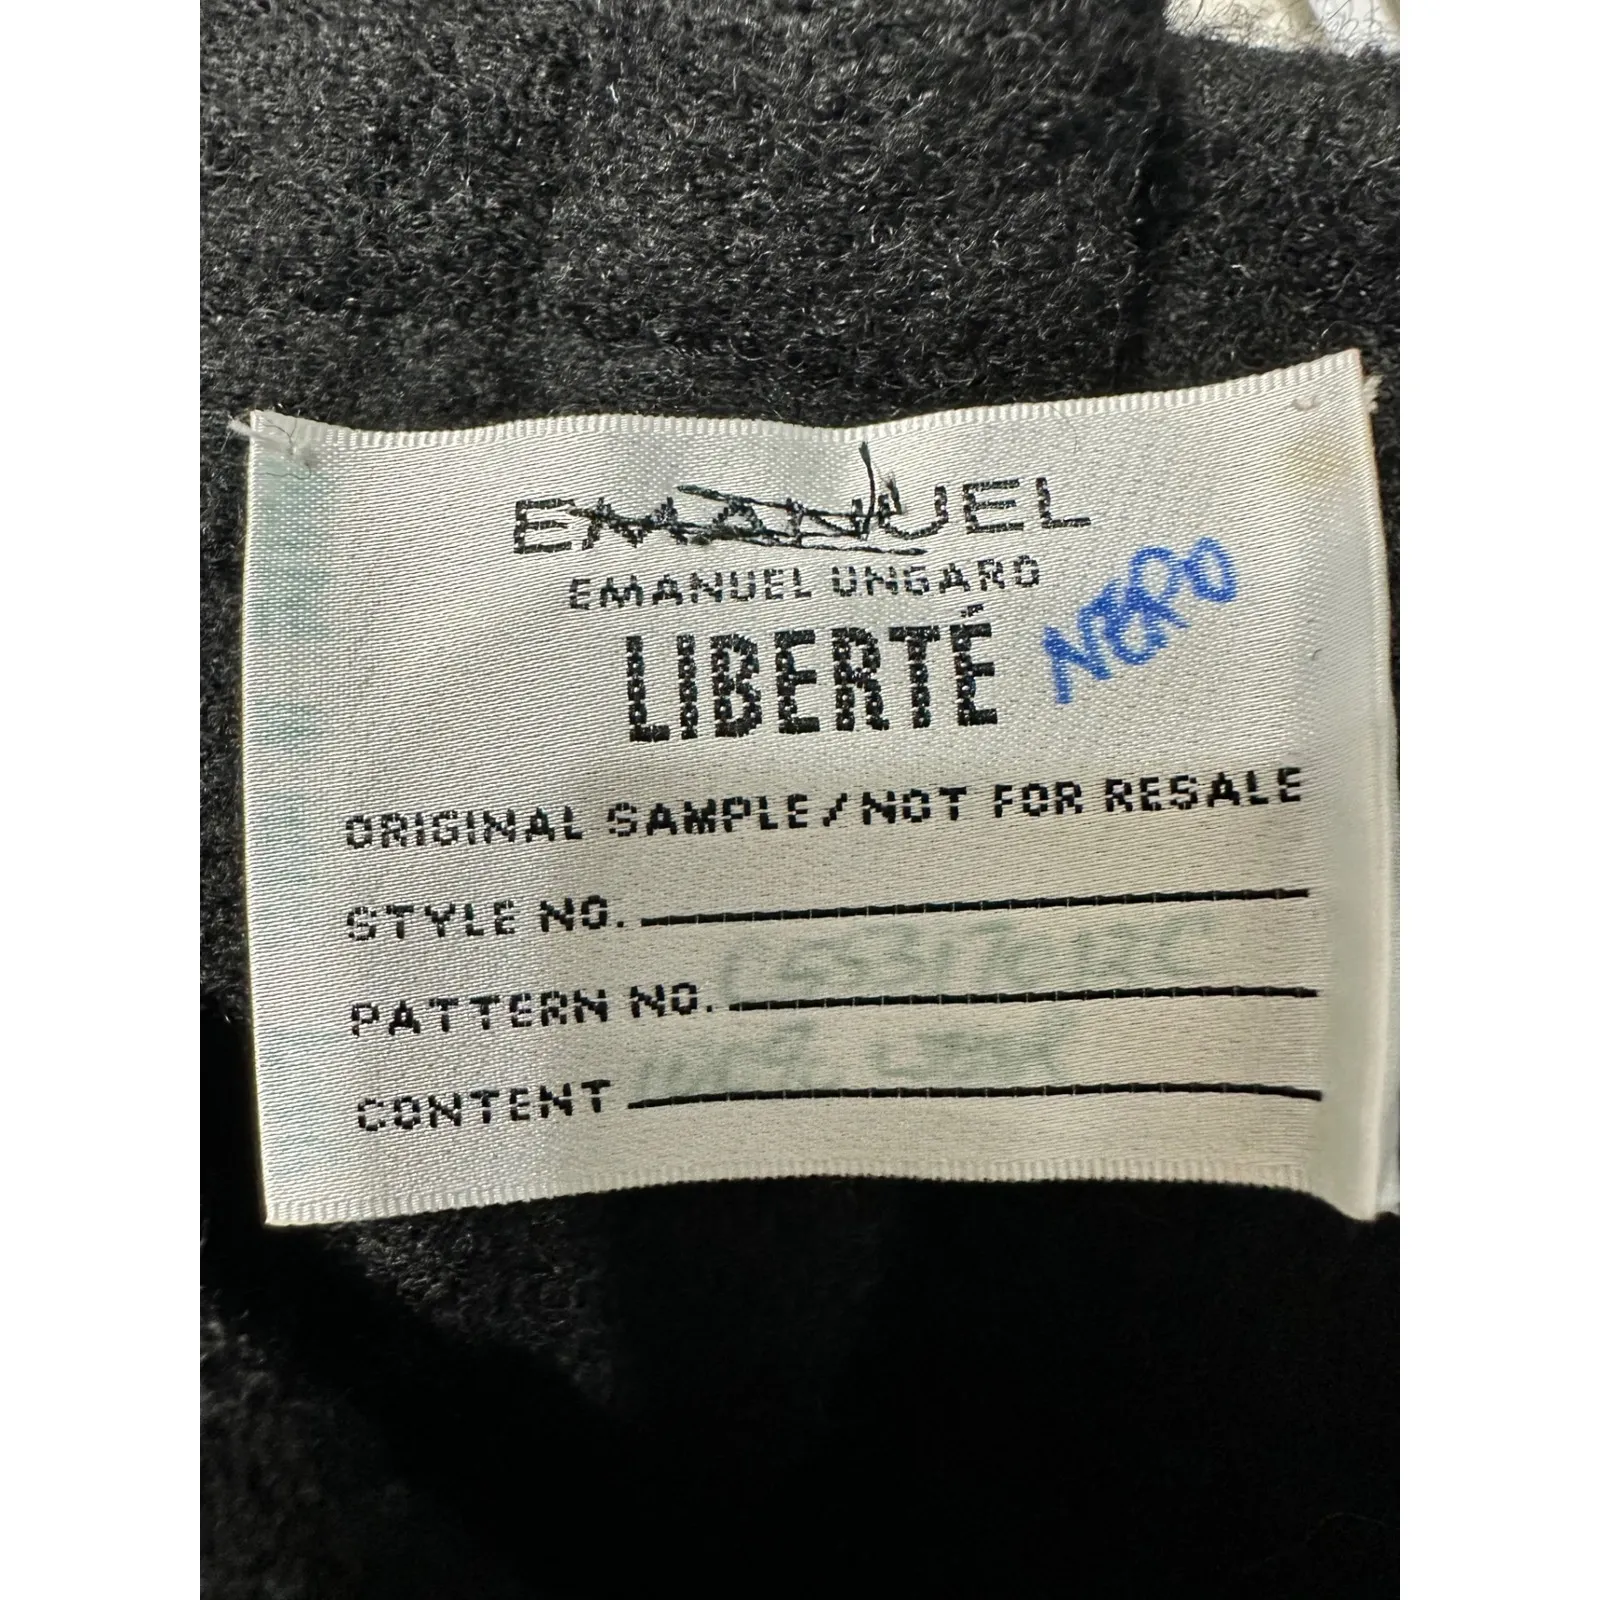 EMANUEL
EMANUEL UNGARO
LIBERTÉ NERO
ORIGINAL SAMPLE/NOT FOR RESALE
STYLE NO.
PATTERN NO.
CONTENT